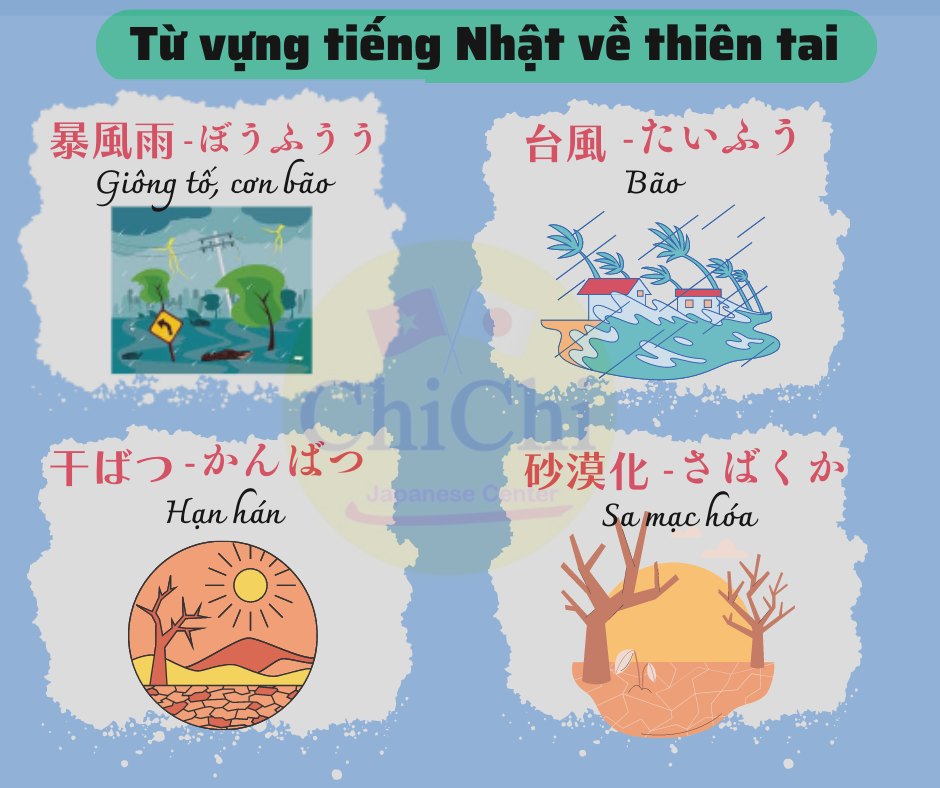 Từ vựng tiếng Nhật về thiên tai
暴風雨 -ぼうふうう
Giông tố, cơn bão
台風 -たいふう
Bão
ChiChi
Japanese Center
干ばつ -かんばつ
Hạn hán
砂漠化 -さばくか
Sa mạc hóa